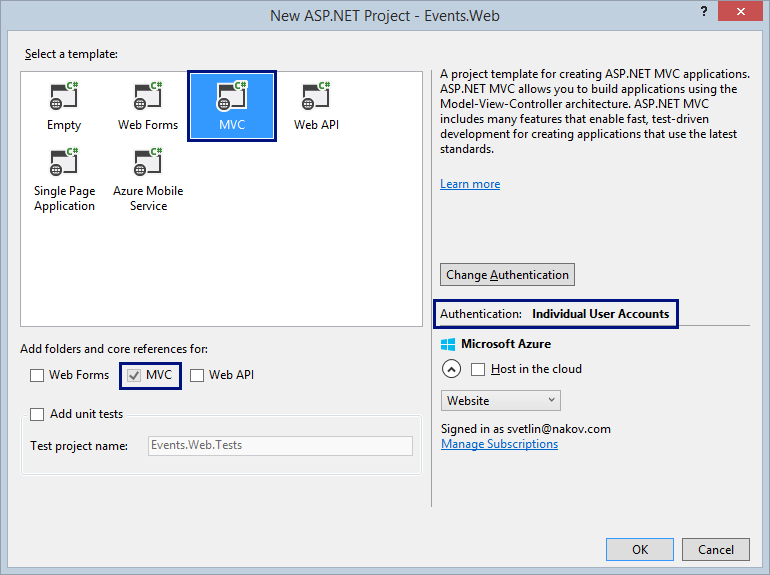 New ASP.NET Project - Events.Web
?
Select a template:
C#
C#
C#
C#
Empty
Web Forms
MVC
Web API
C#
C#
Single Page
Application
Azure Mobile
Service
A project template for creating ASP.NET MVC applications.
ASP.NET MVC allows you to build applications using the
Model-View-Controller architecture. ASP.NET MVC
includes many features that enable fast, test-driven
development for creating applications that use the latest
standards.
Learn more
Change Authentication
Authentication: Individual User Accounts
Microsoft Azure
Host in the cloud
Website
Signed in as svetlin@nakov.com
Manage Subscriptions
Add folders and core references for:
Web Forms
MVC
Web API
Add unit tests
Test project name:
Events.Web.Tests
OK
Cancel